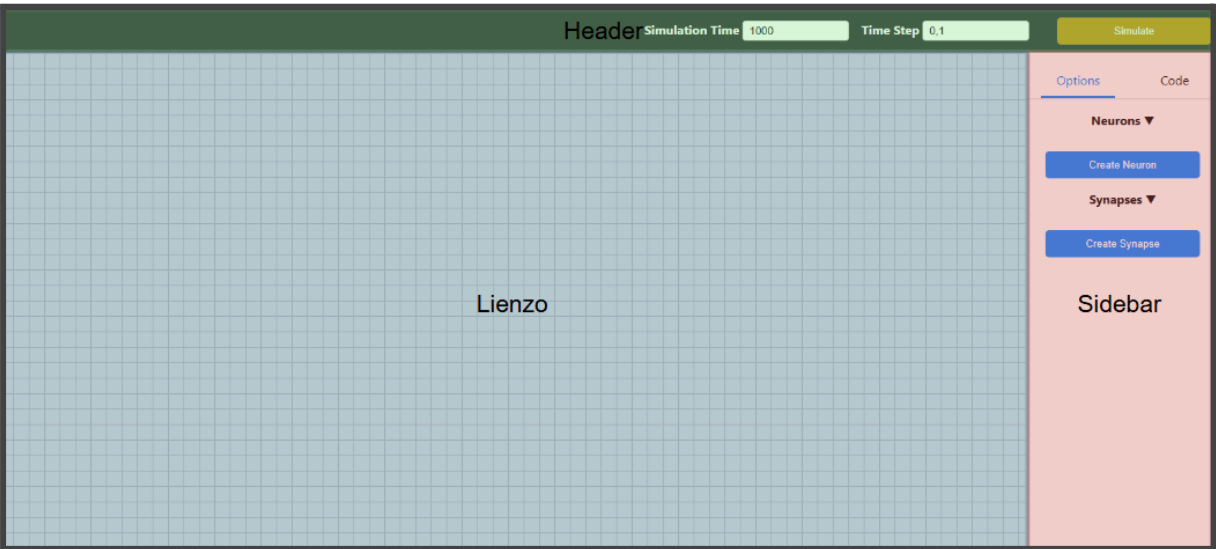 Header Simulation Time 1000 Time Step 0,1 Simulate
Options Code
Neurons ▼
Create Neuron
Synapses ▼
Create Synapse
Lienzo Sidebar